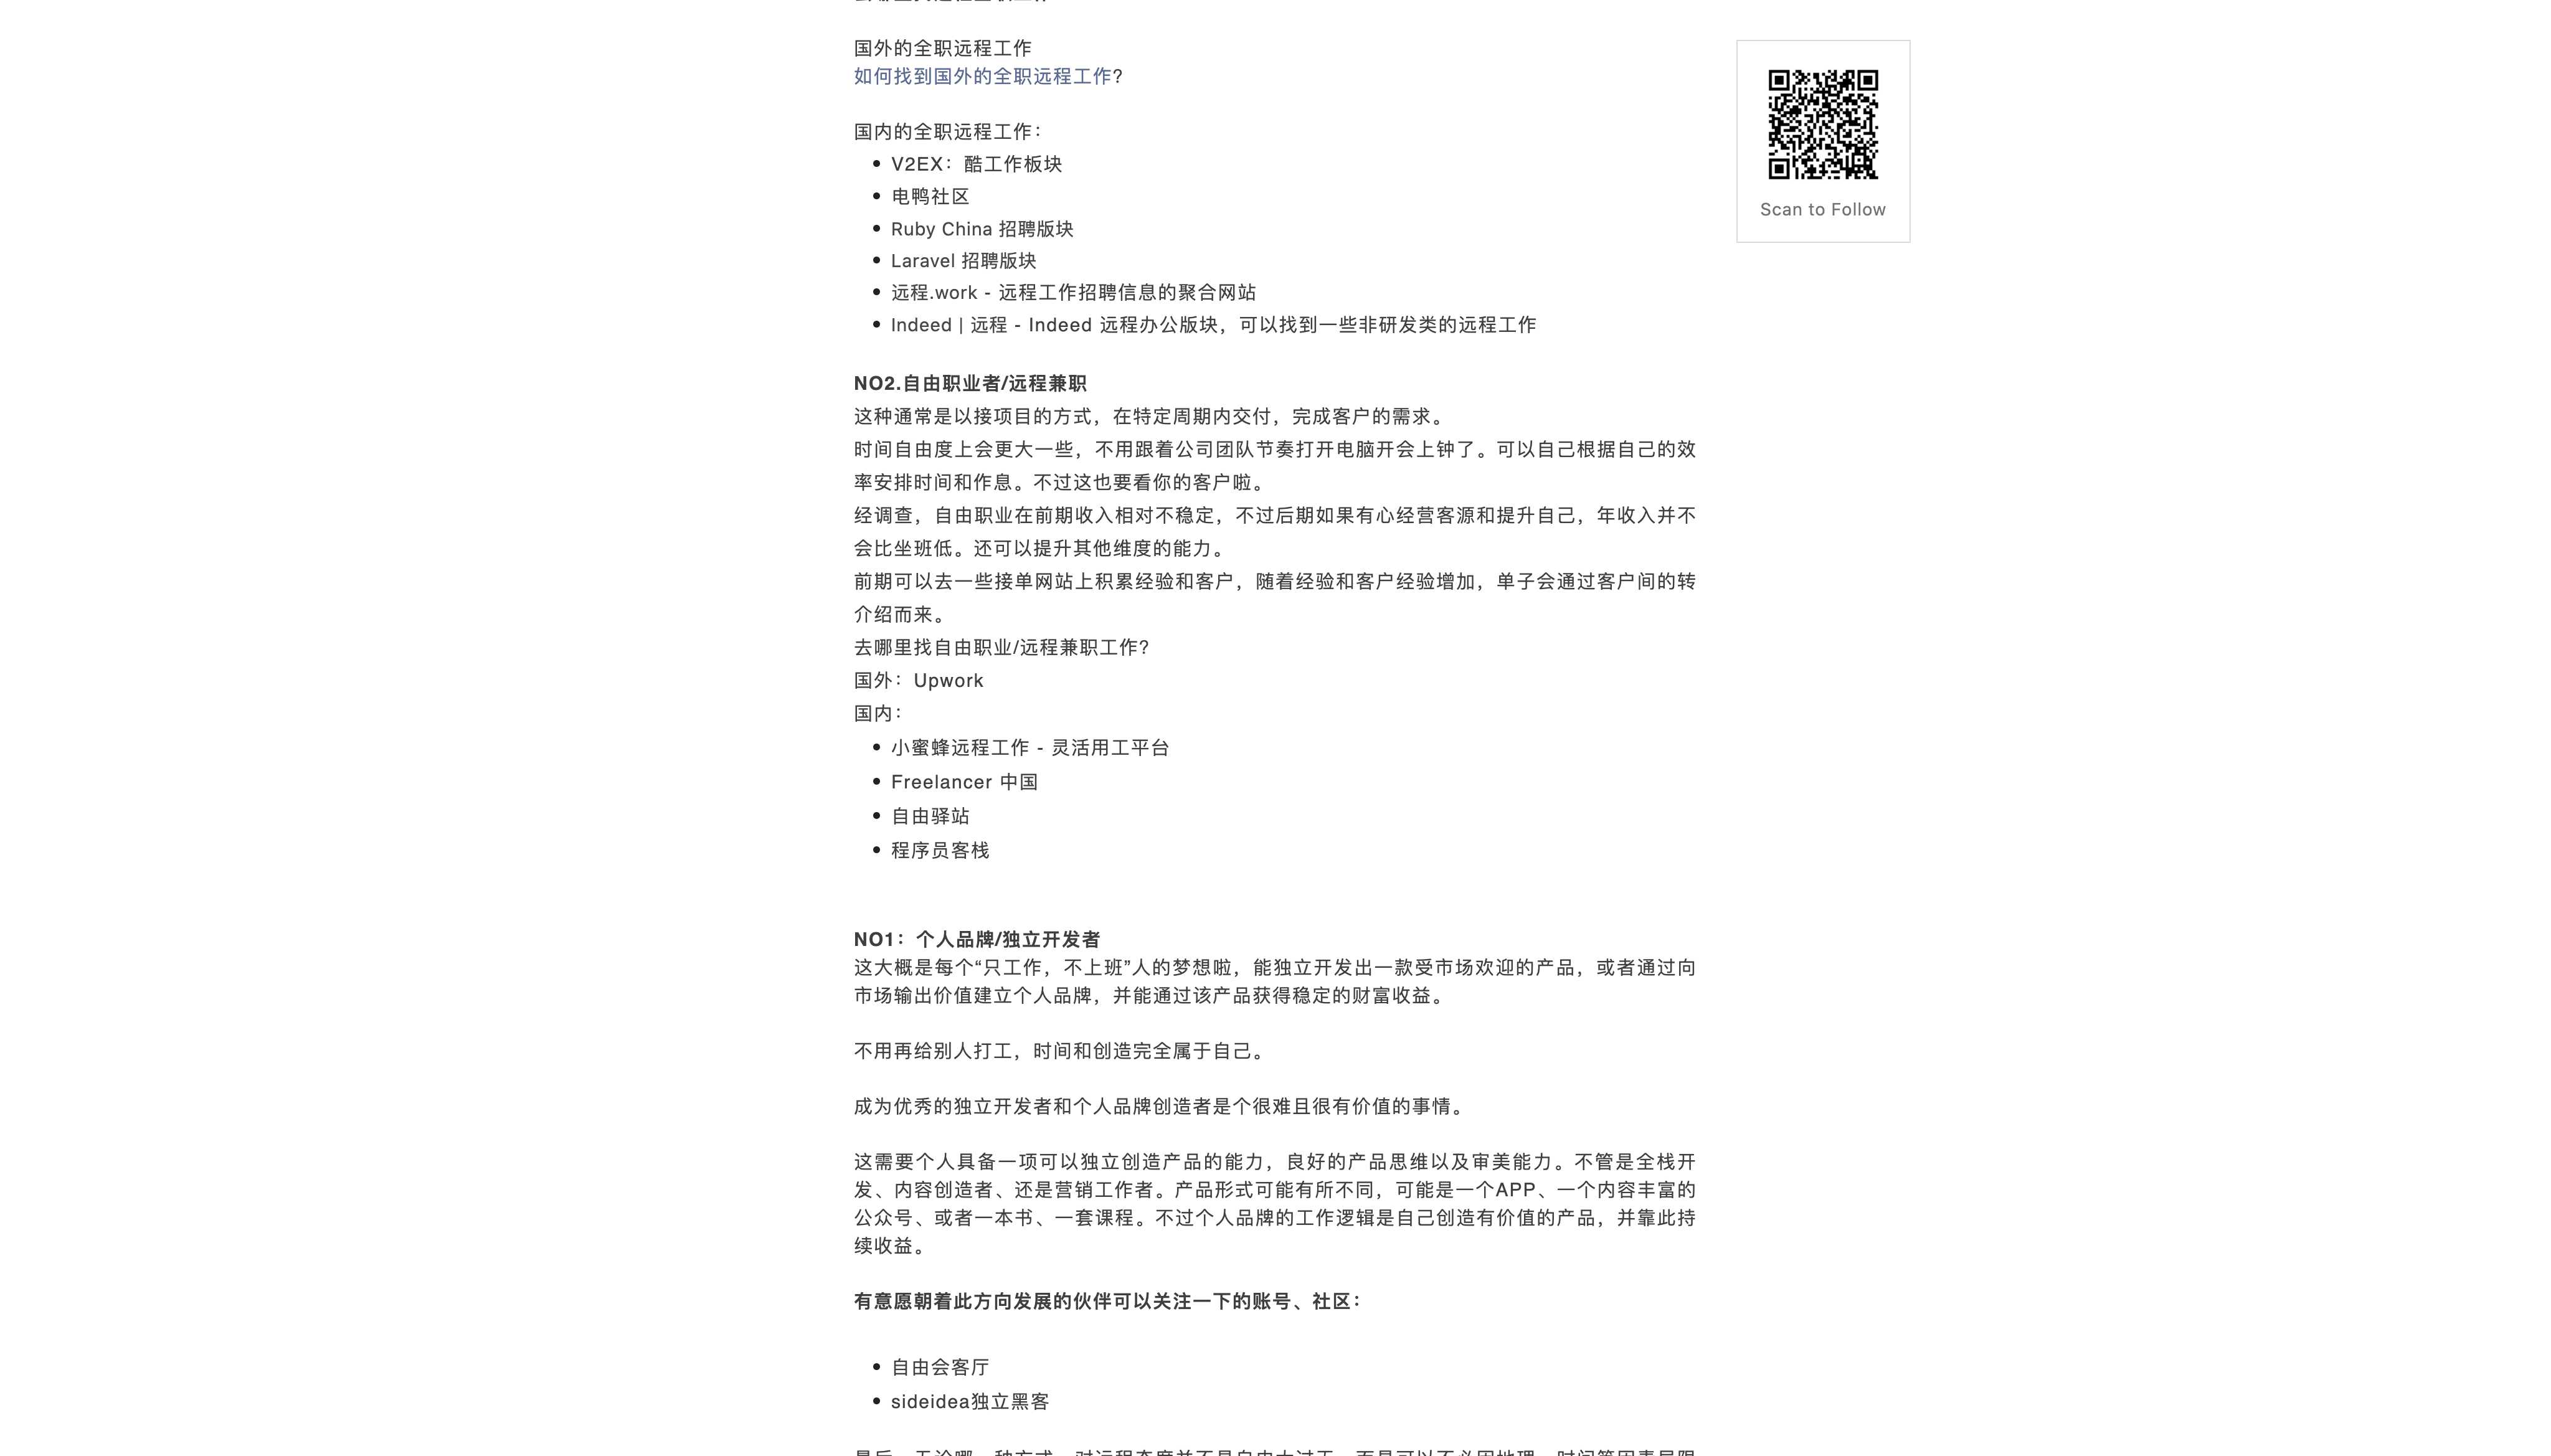 国外的全职远程工作
如何找到国外的全职远程工作?
国内的全职远程工作：
• V2EX：酷工作板块
• 电鸭社区
• Ruby China 招聘版块
• Laravel 招聘版块
• 远程.work - 远程工作招聘信息的聚合网站
• Indeed | 远程 - Indeed 远程办公版块，可以找到一些非研发类的远程工作
Scan to Follow
NO2.自由职业者/远程兼职
这种通常是以接项目的方式，在特定周期内交付，完成客户的需求。
时间自由度上会更大一些，不用跟着公司团队节奏打开电脑开会上钟了。可以自己根据自己的效
率安排时间和作息。不过这也要看你的客户啦。
经调查，自由职业在前期收入相对不稳定，不过后期如果有心经营客源和提升自己，年收入并不
会比坐班低。还可以提升其他维度的能力。
前期可以去一些接单网站上积累经验和客户，随着经验和客户经验增加，单子会通过客户间的转
介绍而来。
去哪里找自由职业/远程兼职工作?
国外：Upwork
国内：
• 小蜜蜂远程工作 - 灵活用工平台
• Freelancer 中国
• 自由驿站
• 程序员客栈
NO1：个人品牌/独立开发者
这大概是每个“只工作，不上班”人的梦想啦，能独立开发出一款受市场欢迎的产品，或者通过向
市场输出价值建立个人品牌，并能通过该产品获得稳定的财富收益。
不用再给别人打工，时间和创造完全属于自己。
成为优秀的独立开发者和个人品牌创造者是个很难且很有价值的事情。
这需要个人具备一项可以独立创造产品的能力，良好的产品思维以及审美能力。不管是全栈开
发、内容创造者、还是营销工作者。产品形式可能有所不同，可能是一个APP、一个内容丰富的
公众号、或者一本书、一套课程。不过个人品牌的工作逻辑是自己创造有价值的产品，并靠此持
续收益。
有意愿朝着此方向发展的伙伴可以关注一下的账号、社区：
• 自由会客厅
• sideidea独立黑客